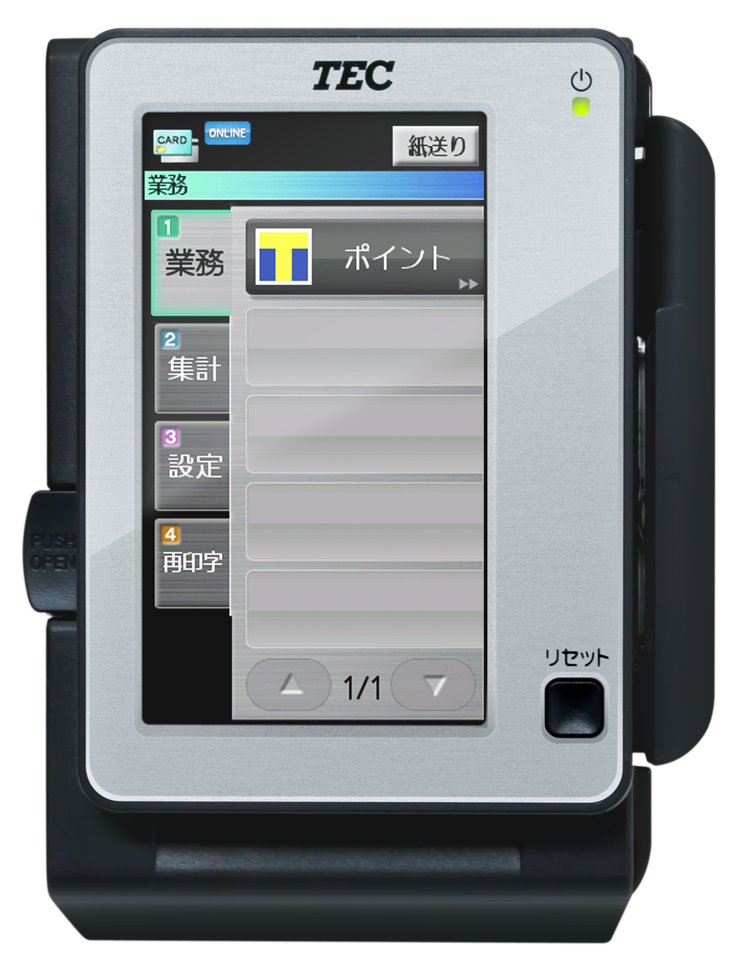 TEC
CARD
ONLINE
紙送り
業務
1
業務
T
ポイント
2
集計
3
設定
4
再印字
1/1
PUSH
OPEN
リセット